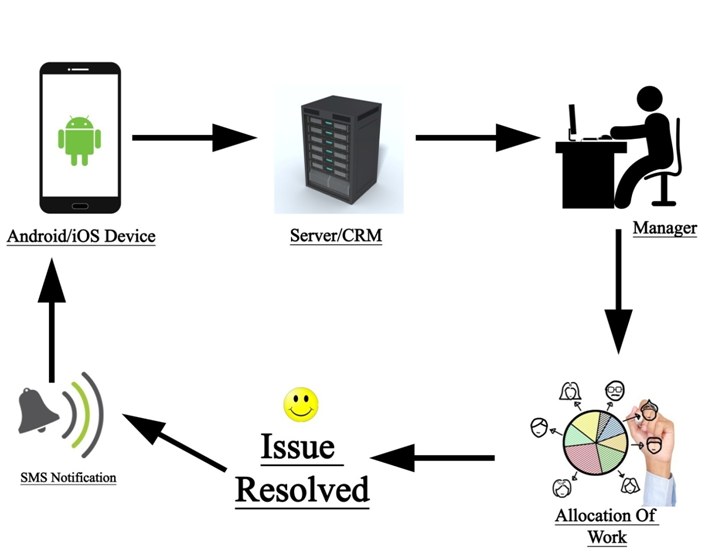 Android/iOS Device
Server/CRM
Manager
SMS Notification
Issue
Resolved
Allocation Of
Work